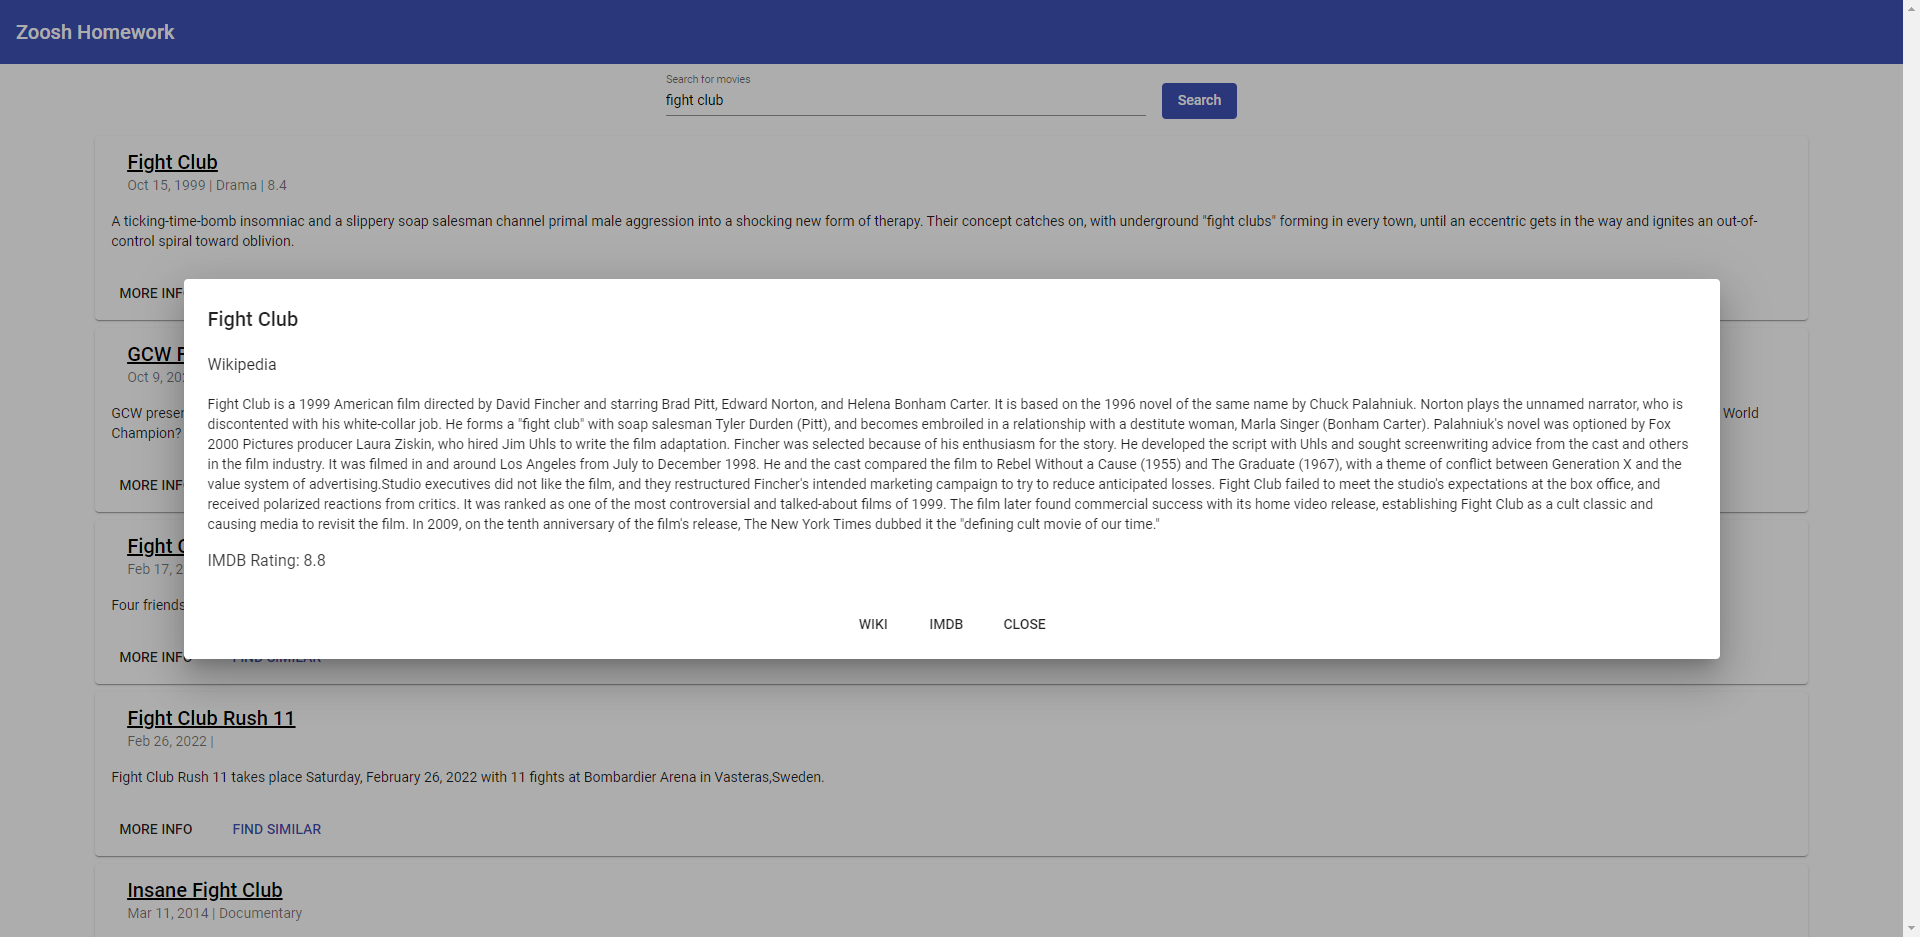 Zoosh Homework
Search for movies
fight club
Search
Fight Club
Oct 15, 1999 | Drama | 8.4
A ticking-time-bomb insomniac and a slippery soap salesman channel primal male aggression into a shocking new form of therapy. Their concept catches on, with underground "fight clubs" forming in every town, until an eccentric gets in the way and ignites an out-of-
control spiral toward oblivion.
MORE INF
GCW F
Oct 9, 20
GCW preser
World
Champion?
MORE INF
Fight C
Feb 17, 2
Four friends
MORE INFO
FIND SIMILAR
Fight Club
Wikipedia
Fight Club is a 1999 American film directed by David Fincher and starring Brad Pitt, Edward Norton, and Helena Bonham Carter. It is based on the 1996 novel of the same name by Chuck Palahniuk. Norton plays the unnamed narrator, who is
discontented with his white-collar job. He forms a "fight club" with soap salesman Tyler Durden (Pitt), and becomes embroiled in a relationship with a destitute woman, Marla Singer (Bonham Carter). Palahniuk's novel was optioned by Fox
2000 Pictures producer Laura Ziskin, who hired Jim Uhls to write the film adaptation. Fincher was selected because of his enthusiasm for the story. He developed the script with Uhls and sought screenwriting advice from the cast and others
in the film industry. It was filmed in and around Los Angeles from July to December 1998. He and the cast compared the film to Rebel Without a Cause (1955) and The Graduate (1967), with a theme of conflict between Generation X and the
value system of advertising.Studio executives did not like the film, and they restructured Fincher's intended marketing campaign to try to reduce anticipated losses. Fight Club failed to meet the studio's expectations at the box office, and
received polarized reactions from critics. It was ranked as one of the most controversial and talked-about films of 1999. The film later found commercial success with its home video release, establishing Fight Club as a cult classic and
causing media to revisit the film. In 2009, on the tenth anniversary of the film's release, The New York Times dubbed it the "defining cult movie of our time."
IMDB Rating: 8.8
WIKI IMDB CLOSE
Fight Club Rush 11
Feb 26, 2022 |
Fight Club Rush 11 takes place Saturday, February 26, 2022 with 11 fights at Bombardier Arena in Vasteras,Sweden.
MORE INFO FIND SIMILAR
Insane Fight Club
Mar 11, 2014 | Documentary